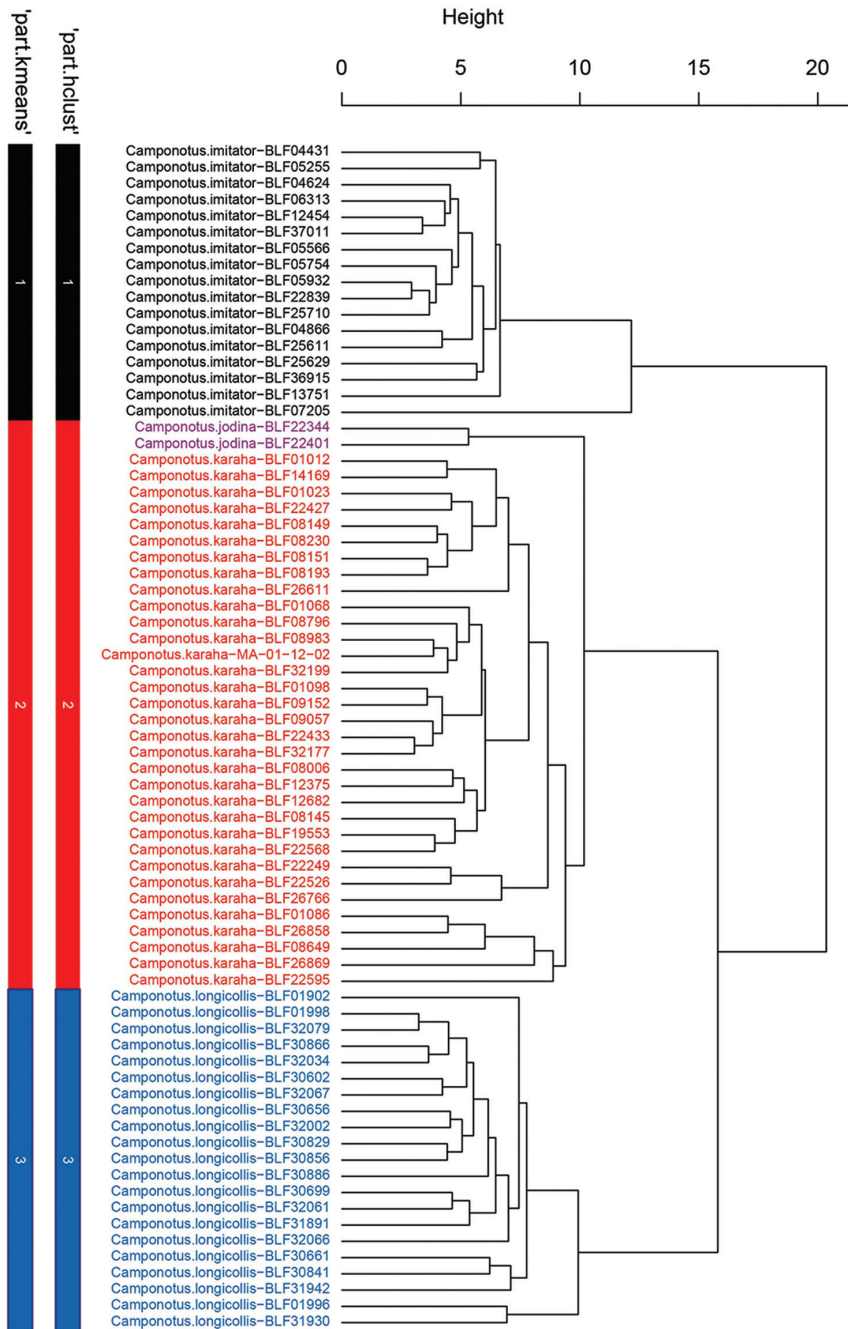 Height
0 5 10 15 20
'part.kmeans'
'part.hclust'
1 1
2 2
3 3
Camponotus.imitator−BLF04431
Camponotus.imitator−BLF05255
Camponotus.imitator−BLF04624
Camponotus.imitator−BLF06313
Camponotus.imitator−BLF12454
Camponotus.imitator−BLF37011
Camponotus.imitator−BLF05566
Camponotus.imitator−BLF05754
Camponotus.imitator−BLF05932
Camponotus.imitator−BLF22839
Camponotus.imitator−BLF25710
Camponotus.imitator−BLF04866
Camponotus.imitator−BLF25611
Camponotus.imitator−BLF25629
Camponotus.imitator−BLF36915
Camponotus.imitator−BLF13751
Camponotus.imitator−BLF07205
Camponotus.jodina−BLF22344
Camponotus.jodina−BLF22401
Camponotus.karaha−BLF01012
Camponotus.karaha−BLF14169
Camponotus.karaha−BLF01023
Camponotus.karaha−BLF22427
Camponotus.karaha−BLF08149
Camponotus.karaha−BLF08230
Camponotus.karaha−BLF08151
Camponotus.karaha−BLF08193
Camponotus.karaha−BLF26611
Camponotus.karaha−BLF01068
Camponotus.karaha−BLF08796
Camponotus.karaha−BLF08983
Camponotus.karaha−MA−01−12−02
Camponotus.karaha−BLF32199
Camponotus.karaha−BLF01098
Camponotus.karaha−BLF09152
Camponotus.karaha−BLF09057
Camponotus.karaha−BLF22433
Camponotus.karaha−BLF32177
Camponotus.karaha−BLF08006
Camponotus.karaha−BLF12375
Camponotus.karaha−BLF12682
Camponotus.karaha−BLF08145
Camponotus.karaha−BLF19553
Camponotus.karaha−BLF22568
Camponotus.karaha−BLF22249
Camponotus.karaha−BLF22526
Camponotus.karaha−BLF26766
Camponotus.karaha−BLF01086
Camponotus.karaha−BLF26858
Camponotus.karaha−BLF08649
Camponotus.karaha−BLF26869
Camponotus.karaha−BLF22595
Camponotus.longicollis−BLF01902
Camponotus.longicollis−BLF01998
Camponotus.longicollis−BLF32079
Camponotus.longicollis−BLF30866
Camponotus.longicollis−BLF32034
Camponotus.longicollis−BLF30602
Camponotus.longicollis−BLF32067
Camponotus.longicollis−BLF30656
Camponotus.longicollis−BLF32002
Camponotus.longicollis−BLF30829
Camponotus.longicollis−BLF30856
Camponotus.longicollis−BLF30886
Camponotus.longicollis−BLF30699
Camponotus.longicollis−BLF32061
Camponotus.longicollis−BLF31891
Camponotus.longicollis−BLF32066
Camponotus.longicollis−BLF30661
Camponotus.longicollis−BLF30841
Camponotus.longicollis−BLF31942
Camponotus.longicollis−BLF01996
Camponotus.longicollis−BLF31930